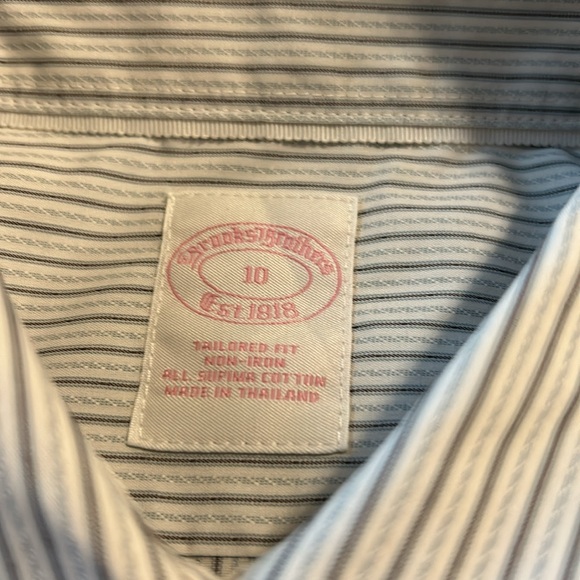 Brooks Brothers
10
Est. 1818
TAILORED FIT
NON-IRON
ALL SUPIMA COTTON
MADE IN THAILAND